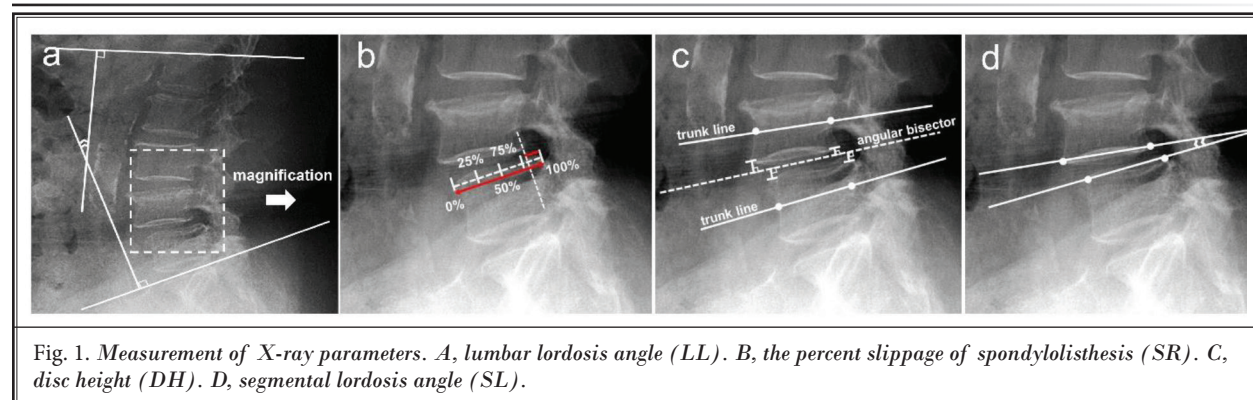 a
b
c
d
magnification
25%
75%
100%
50%
0%
trunk line
angular bisector
trunk line
Fig. 1. Measurement of X-ray parameters. A, lumbar lordosis angle (LL). B, the percent slippage of spondylolisthesis (SR). C,
disc height (DH). D, segmental lordosis angle (SL).